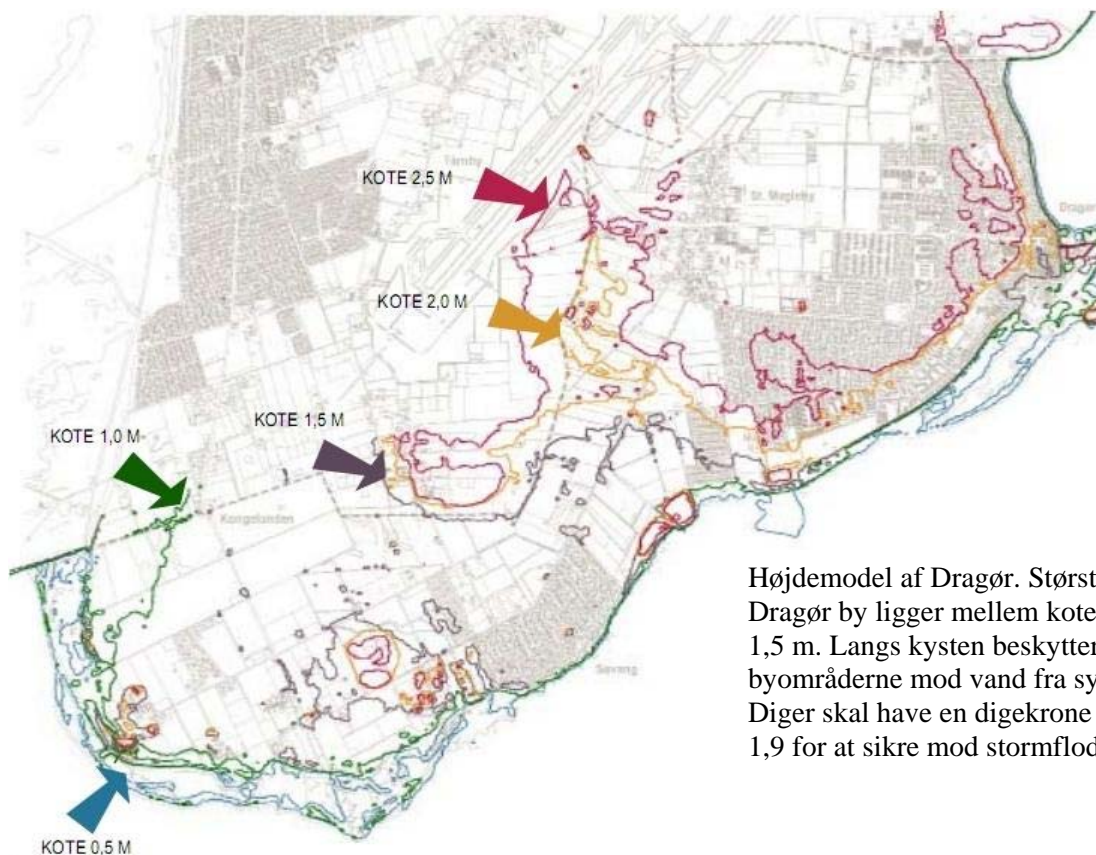 KOTE 2,5 M
Tårnby
St. Magleby
Dragør
KOTE 2,0 M
KOTE 1,5 M
KOTE 1,0 M
Kongelunden
Søvang
KOTE 0,5 M
Højdemodel af Dragør. Størst
Dragør by ligger mellem kote
1,5 m. Langs kysten beskytter
byområderne mod vand fra sy
Diger skal have en digekrone
1,9 for at sikre mod stormflod